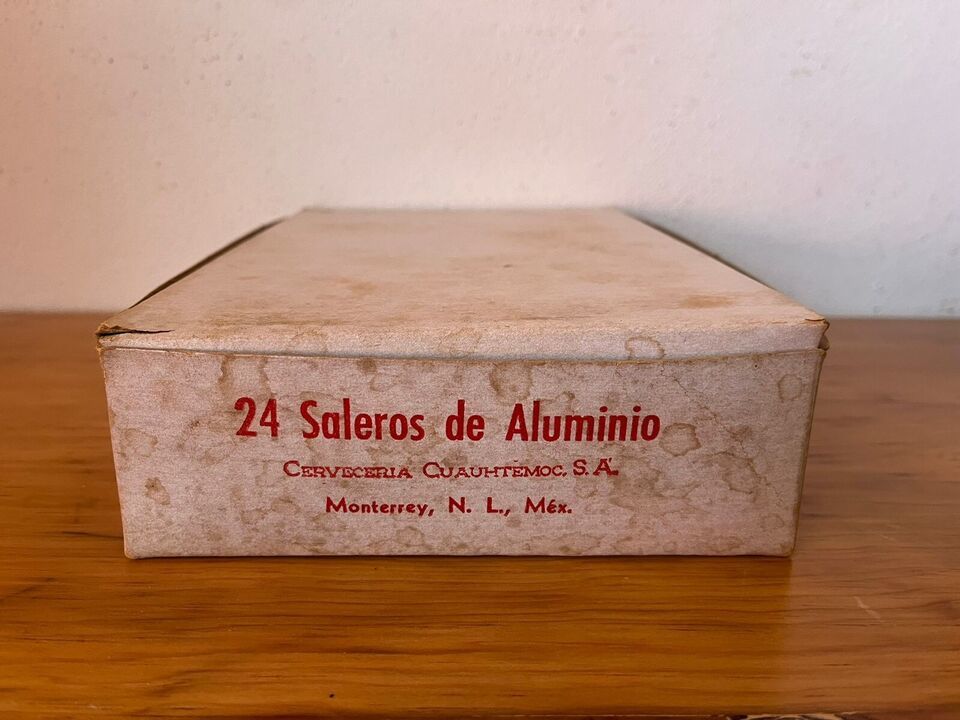 24 Saleros de Aluminio
CERVECERIA CUAUHTEMOC, S. A.
Monterrey, N. L., Méx.